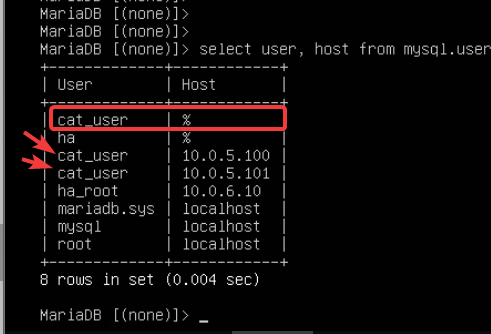 MariaDB [(none)]>
MariaDB [(none)]>
MariaDB [(none)]>
MariaDB [(none)]> select user, host from mysql.user
+-------------+------------+
| User        | Host       |
+-------------+------------+
| cat_user    | %          |
| ha          | %          |
| cat_user    | 10.0.5.100 |
| cat_user    | 10.0.5.101 |
| ha_root     | 10.0.6.10  |
| mariadb.sys | localhost  |
| mysql       | localhost  |
| root        | localhost  |
+-------------+------------+
8 rows in set (0.004 sec)
MariaDB [(none)]> _